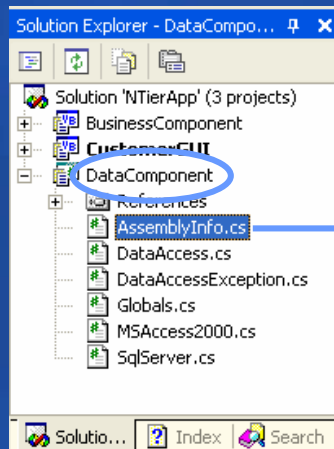 Solution Explorer - DataCompo...
Solution 'NTierApp' (3 projects)
BusinessComponent
CustomerGUI
DataComponent
References
AssemblyInfo.cs
DataAccess.cs
DataAccessException.cs
Globals.cs
MSAccess2000.cs
SqlServer.cs
Solutio... Index Search